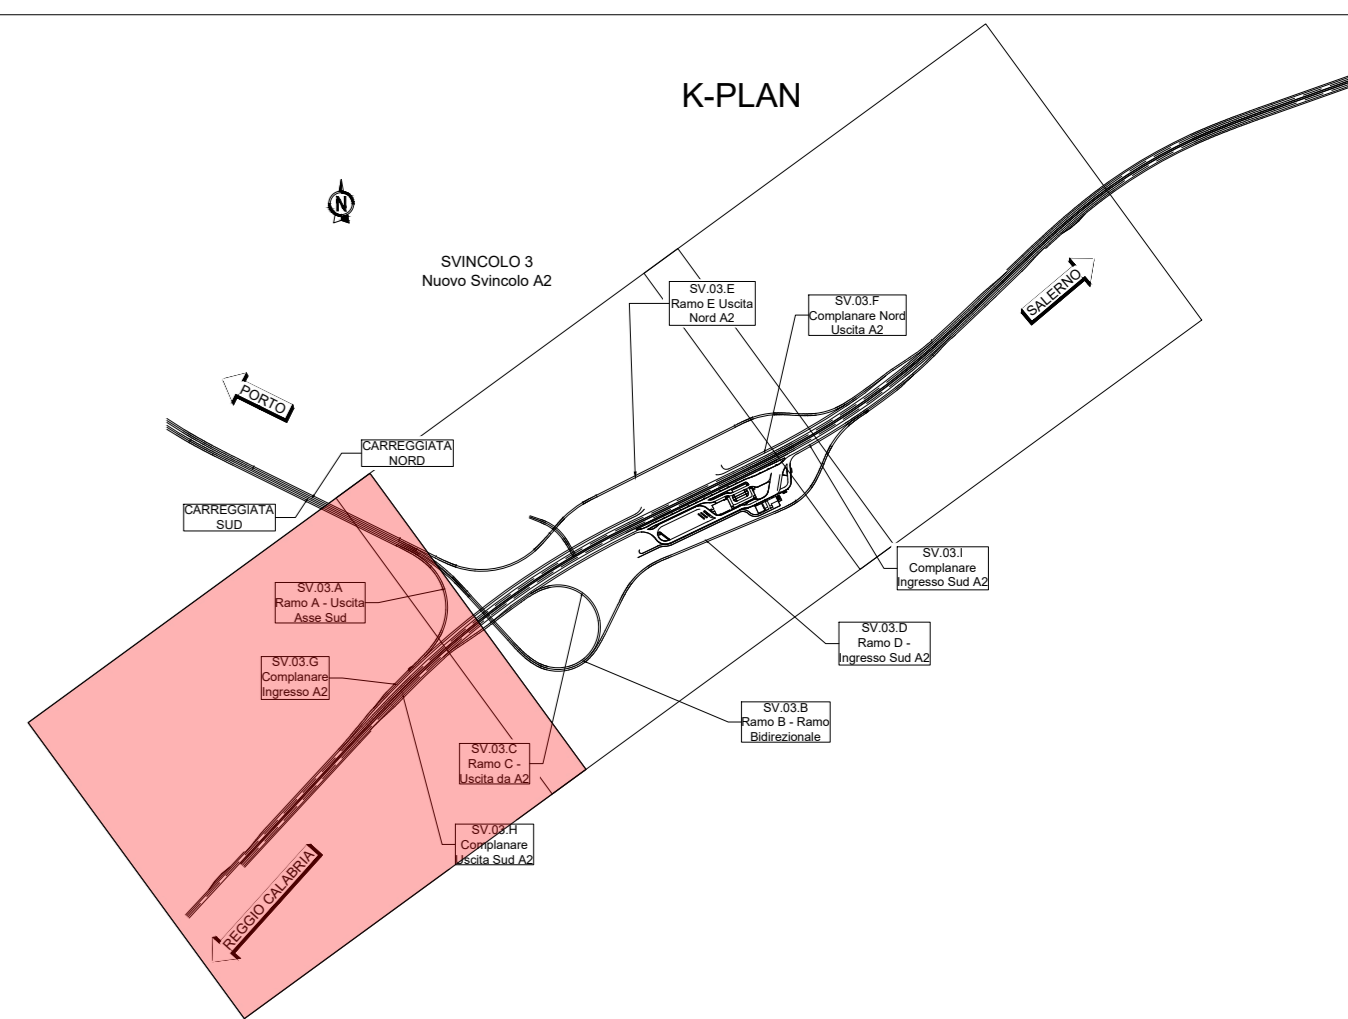 K-PLAN
N
SVINCOLO 3
Nuovo Svincolo A2
SV.03.E
Ramo E Uscita
Nord A2
SV.03.F
Complanare Nord
Uscita A2
SALERNO
PORTO
CARREGGIATA
NORD
CARREGGIATA
SUD
SV.03.I
Complanare
Ingresso Sud A2
SV.03.A
Ramo A - Uscita
Asse Sud
SV.03.D
Ramo D -
Ingresso Sud A2
SV.03.G
Complanare
Ingresso A2
SV.03.B
Ramo B - Ramo
Bidirezionale
SV.03.C
Ramo C -
Uscita da A2
SV.03.H
Complanare
Uscita Sud A2
REGGIO CALABRIA